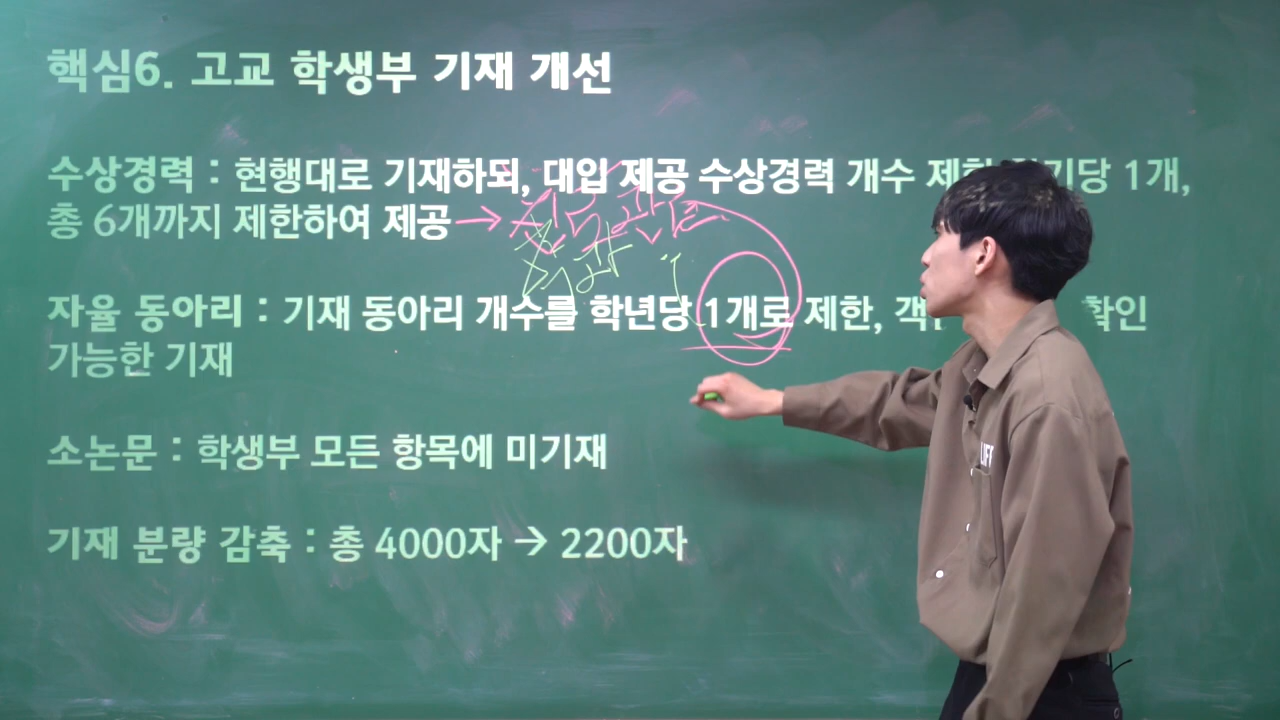 핵심6. 고교 학생부 기재 개선
수상경력 : 현행대로 기재하되, 대입 제공 수상경력 개수 제한 기당 1개,
총 6개까지 제한하여 제공 →
자율 동아리 : 기재 동아리 개수를 학년당 1개로 제한, 확인
가능한 기재
소논문 : 학생부 모든 항목에 미기재
기재 분량 감축 : 총 4000자 → 2200자